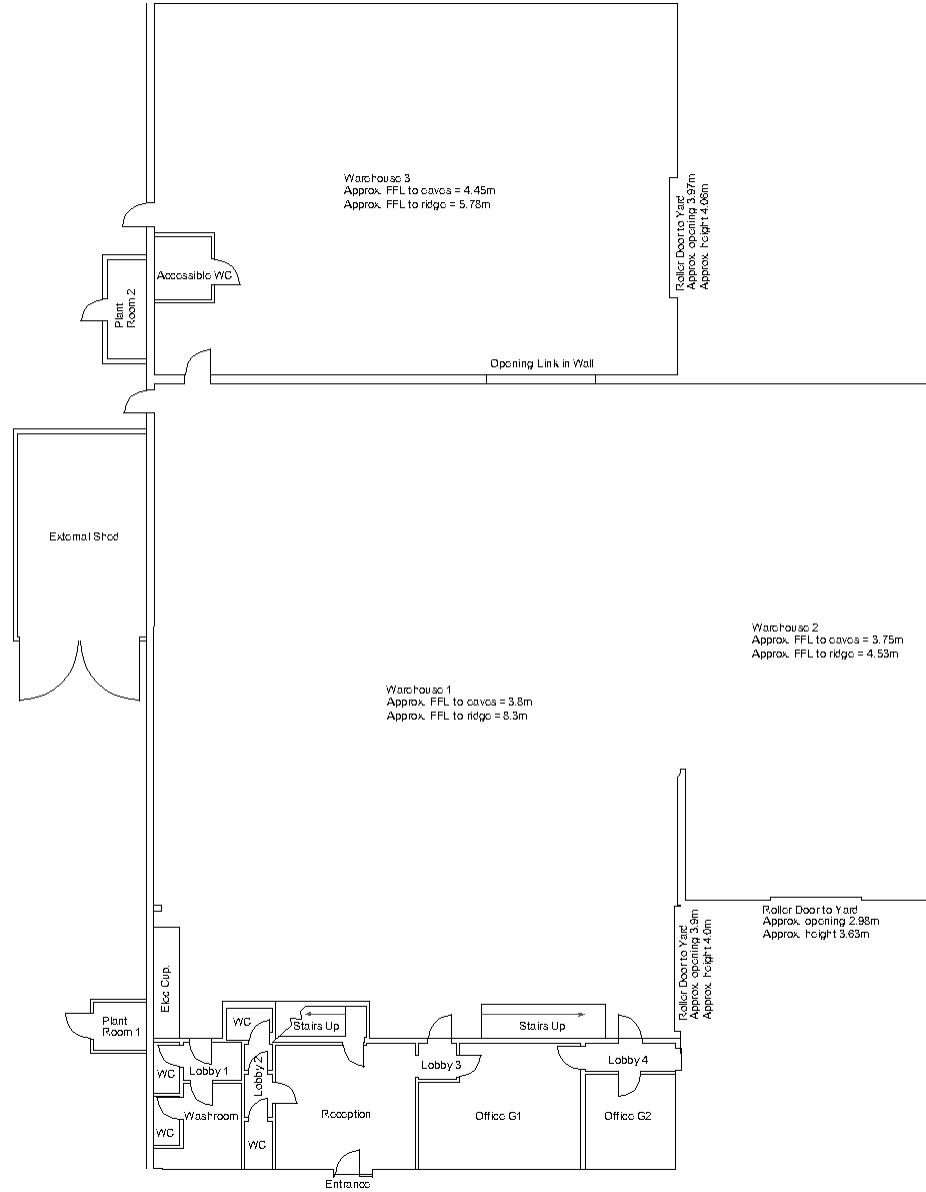 Warehouse 3
Approx. FFL to eaves = 4.45m
Approx. FFL to ridge = 5.78m
Roller Door to Yard
Approx. opening 3.97m
Approx. height 4.06m
Accessible WC
Plant
Room 2
Opening Link in Wall
External Shed
Warehouse 2
Approx. FFL to eaves = 3.75m
Approx. FFL to ridge = 4.53m
Warehouse 1
Approx. FFL to eaves = 3.8m
Approx. FFL to ridge = 8.3m
Roller Door to Yard
Approx. opening 2.98m
Approx. height 3.63m
Roller Door to Yard
Approx. opening 3.9m
Approx. height 4.0m
Elec Cup.
Plant
Room 1
WC
Stairs Up
Stairs Up
WC
Lobby 1
Lobby 2
Lobby 3
Lobby 4
Washroom
Reception
Office G1
Office G2
WC
WC
Entrance